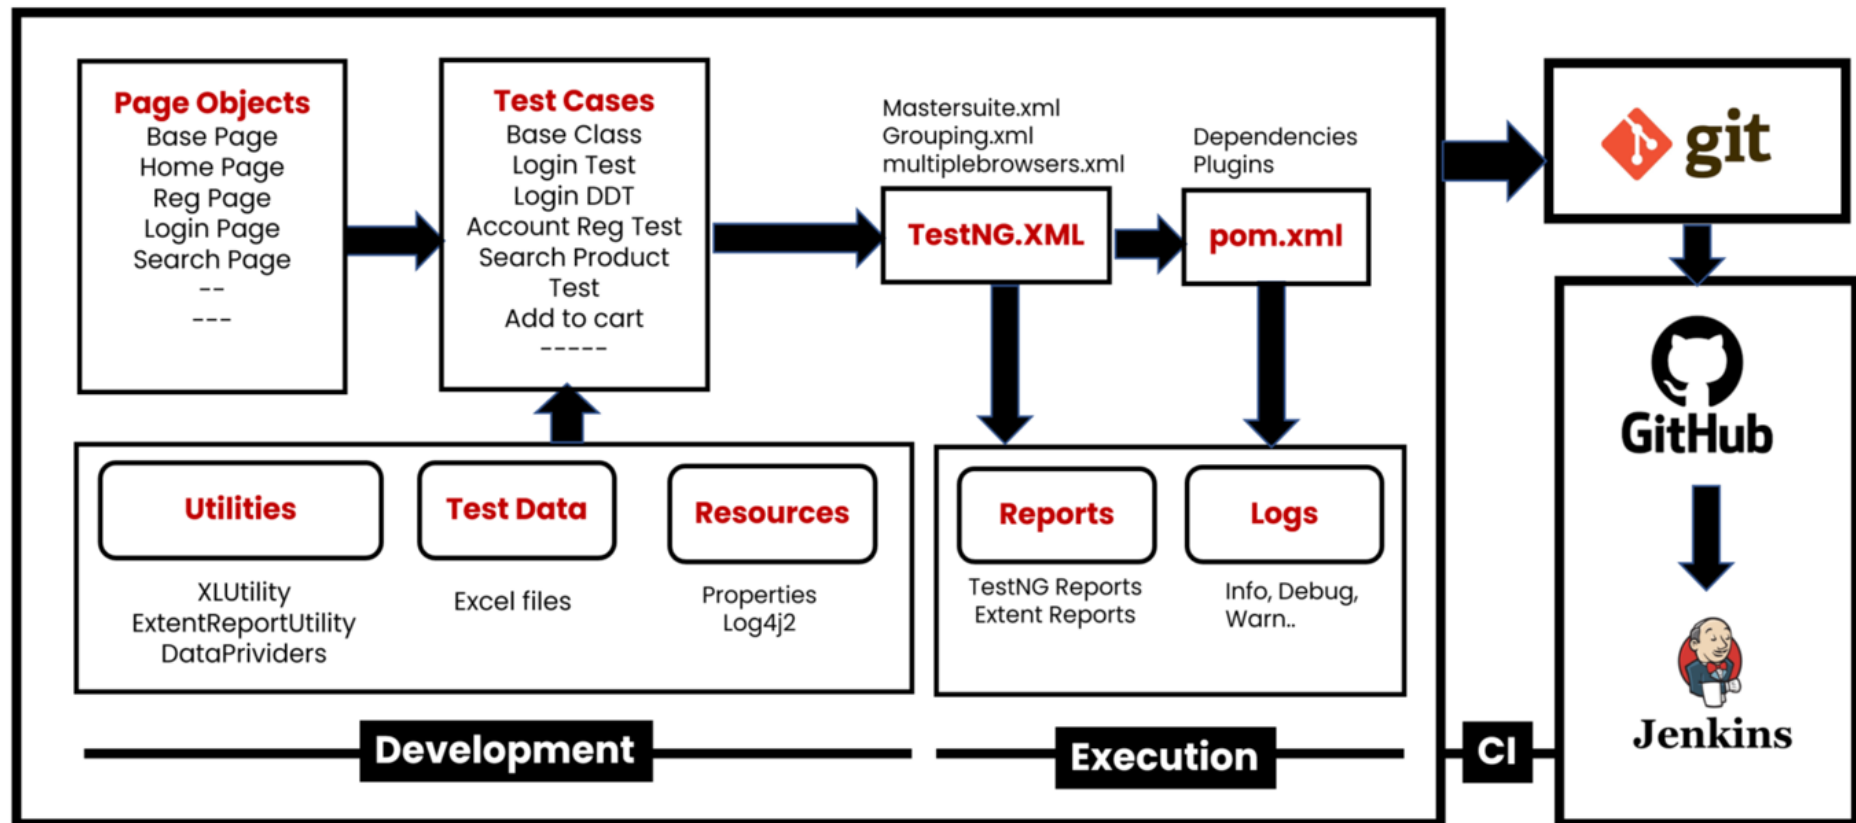 Page Objects
Base Page
Home Page
Reg Page
Login Page
Search Page
--
---
Test Cases
Base Class
Login Test
Login DDT
Account Reg Test
Search Product
Test
Add to cart
-----
Mastersuite.xml
Grouping.xml
multiplebrowsers.xml
TestNG.XML
Dependencies
Plugins
pom.xml
git
GitHub
Jenkins
Utilities
XLUtility
ExtentReportUtility
DataPrividers
Test Data
Excel files
Resources
Properties
Log4j2
Reports
TestNG Reports
Extent Reports
Logs
Info, Debug,
Warn..
Development
Execution
CI